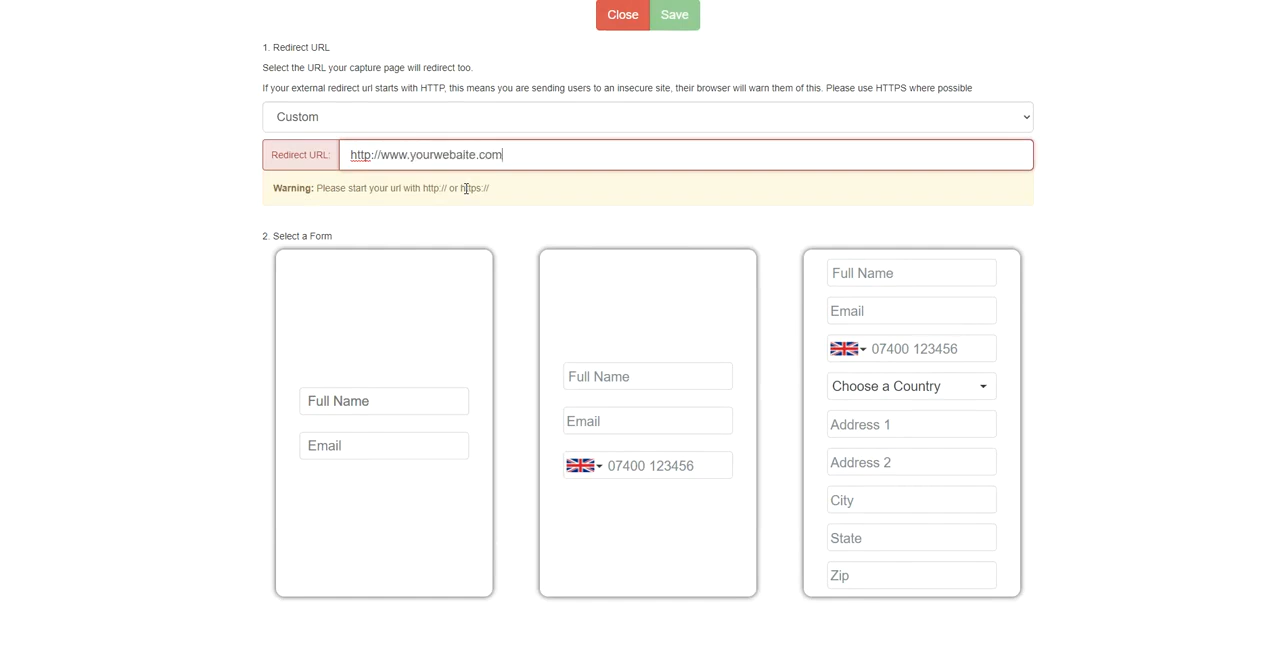 Close Save
1. Redirect URL
Select the URL your capture page will redirect too.
If your external redirect url starts with HTTP, this means you are sending users to an insecure site, their browser will warn them of this. Please use HTTPS where possible
Custom
Redirect URL: http://www.yourwebaite.com
Warning: Please start your url with http:// or https://
2. Select a Form
Full Name
Email
Full Name
Email
07400 123456
Full Name
Email
07400 123456
Choose a Country
Address 1
Address 2
City
State
Zip